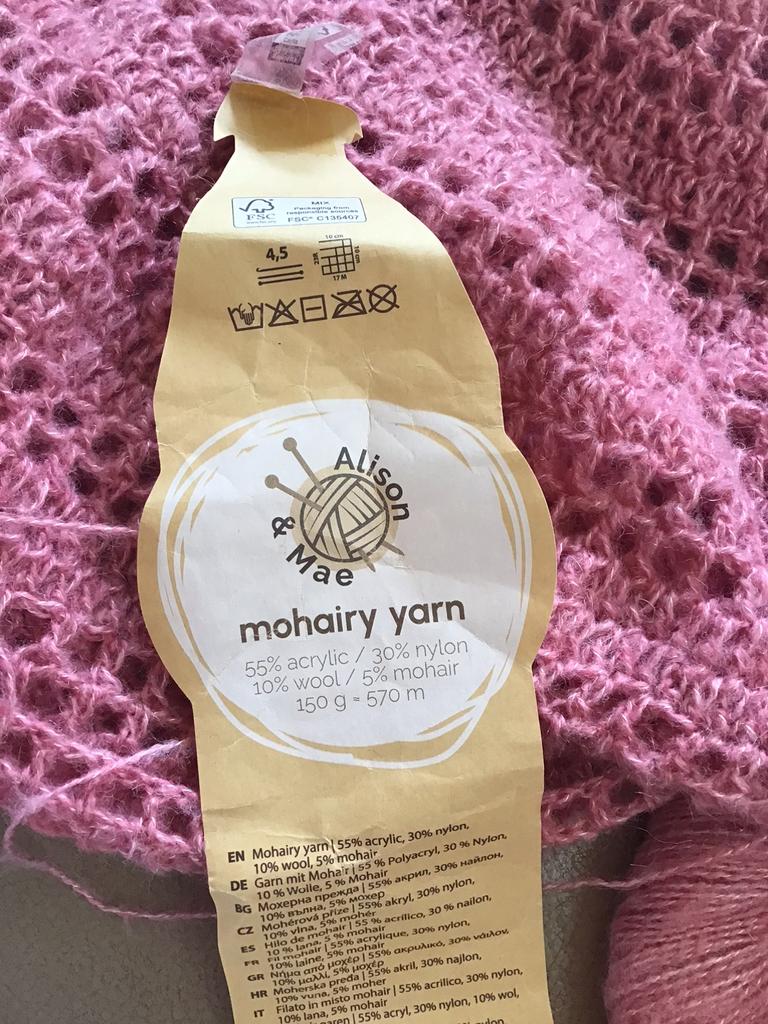 FSC
MIX
Packaging from
responsible sources
FSC® C135407
4,5
10 cm
23R
10 cm
17 M
Alison
& Mae
mohairy yarn
55% acrylic / 30% nylon
10% wool / 5% mohair
150 g ≈ 570 m
EN Mohairy yarn | 55% acrylic, 30% nylon,
10% wool, 5% mohair
DE Garn mit Mohair | 55 % Polyacryl, 30 % Nylon,
10 % Wolle, 5 % Mohair
BG Мохерна прежда | 55% акрил, 30% найлон,
10% вълна, 5% мохер
CZ Mohérová příze | 55% akryl, 30% nylon,
10% vlna, 5% mohér
ES Hilo de mohair | 55 % acrílico, 30 % nailon,
10 % lana, 5 % mohair
FR Fil mohair | 55% acrylique, 30% nylon,
10% laine, 5% mohair
GR Νήμα από μοχέρ | 55% ακρυλικό, 30% νάιλον,
10% μαλλί, 5% μοχέρ
HR Moherska pređa | 55% akril, 30% najlon,
10% vuna, 5% moher
IT Filato in misto mohair | 55% acrilico, 30% nylon,
10% lana, 5% mohair
garen | 55% acryl, 30% nylon, 10% wol,
nylon,